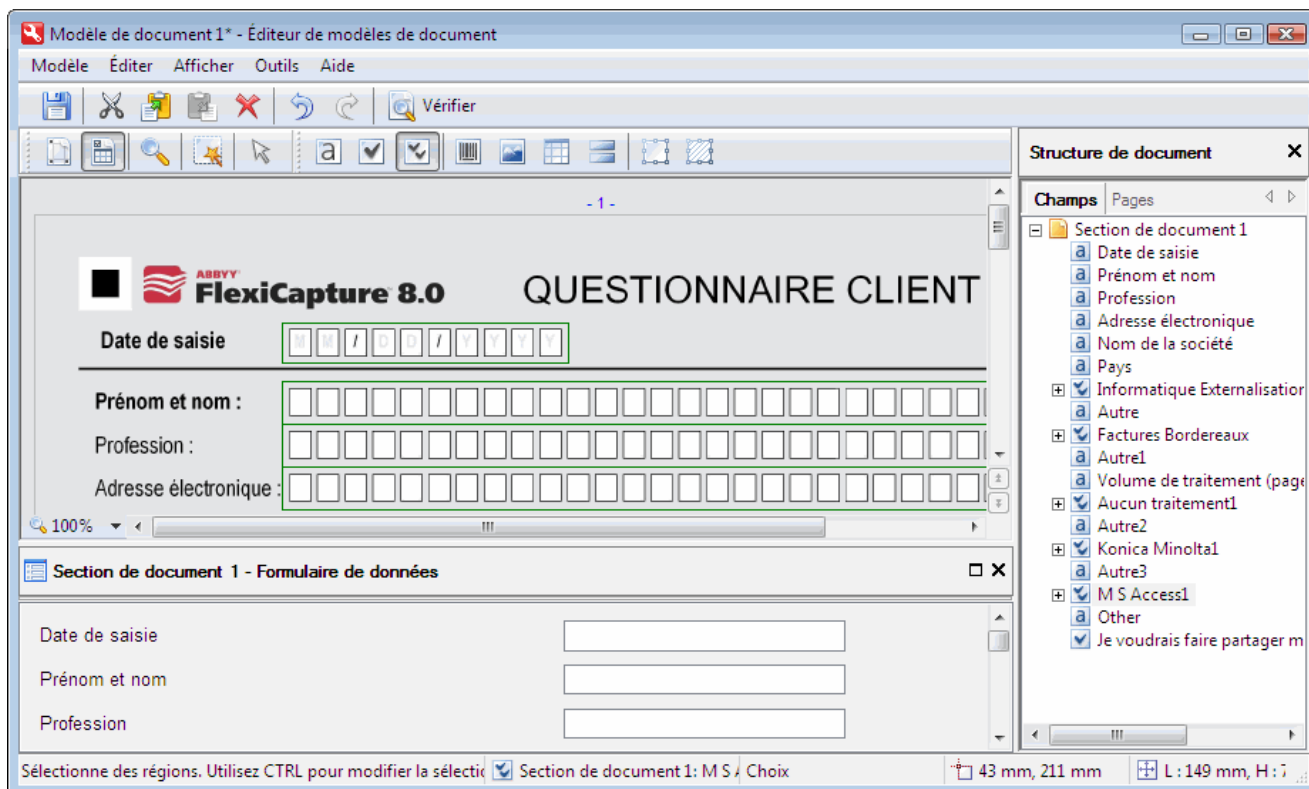 Modèle de document 1* - Éditeur de modèles de document
Modèle Éditer Afficher Outils Aide
Vérifier
- 1 -
ABBYY
FlexiCapture 8.0 QUESTIONNAIRE CLIENT
Date de saisie M M / D D / Y Y Y Y
Prénom et nom :
Profession :
Adresse électronique :
100%
Section de document 1 - Formulaire de données
Date de saisie
Prénom et nom
Profession
Structure de document
Champs Pages
Section de document 1
Date de saisie
Prénom et nom
Profession
Adresse électronique
Nom de la société
Pays
Informatique Externalisation
Autre
Factures Bordereaux
Autre1
Volume de traitement (page
Aucun traitement1
Autre2
Konica Minolta1
Autre3
M S Access1
Other
Je voudrais faire partager m
Sélectionne des régions. Utilisez CTRL pour modifier la sélectic Section de document 1: M S Choix 43 mm, 211 mm L : 149 mm, H :